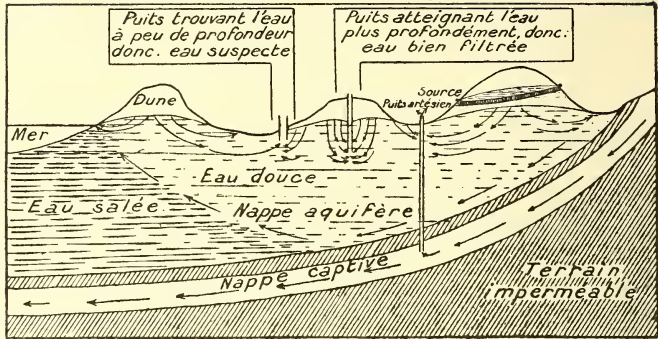 Puits trouvant l'eau
à peu de profondeur
donc. eau suspecte
Puits atteignant l'eau
plus profondément, donc:
eau bien filtrée
Source
Puits artésien
Dune
Mer
Eau douce
Eau salée
Nappe aquifère
Nappe captive
Terrain
imperméable